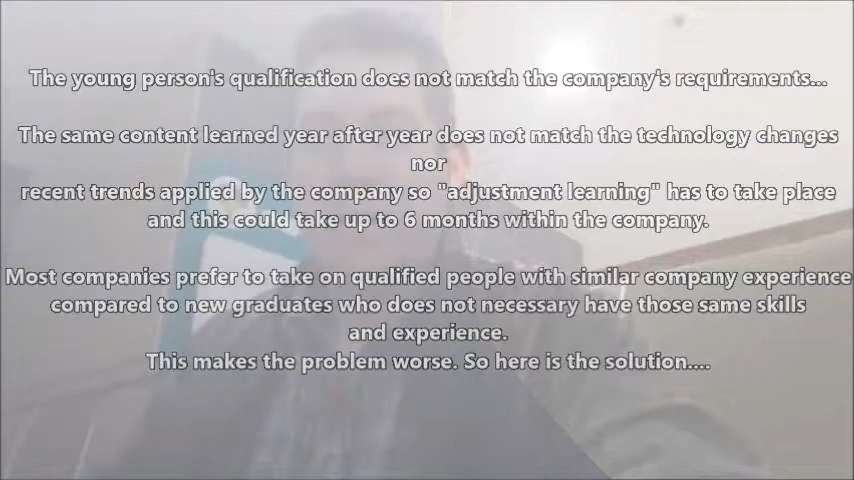 The young person's qualification does not match the company's requirements...
The same content learned year after year does not match the technology changes
nor
recent trends applied by the company so "adjustment learning" has to take place
and this could take up to 6 months within the company.
Most companies prefer to take on qualified people with similar company experience
compared to new graduates who does not necessary have those same skills
and experience.
This makes the problem worse. So here is the solution....